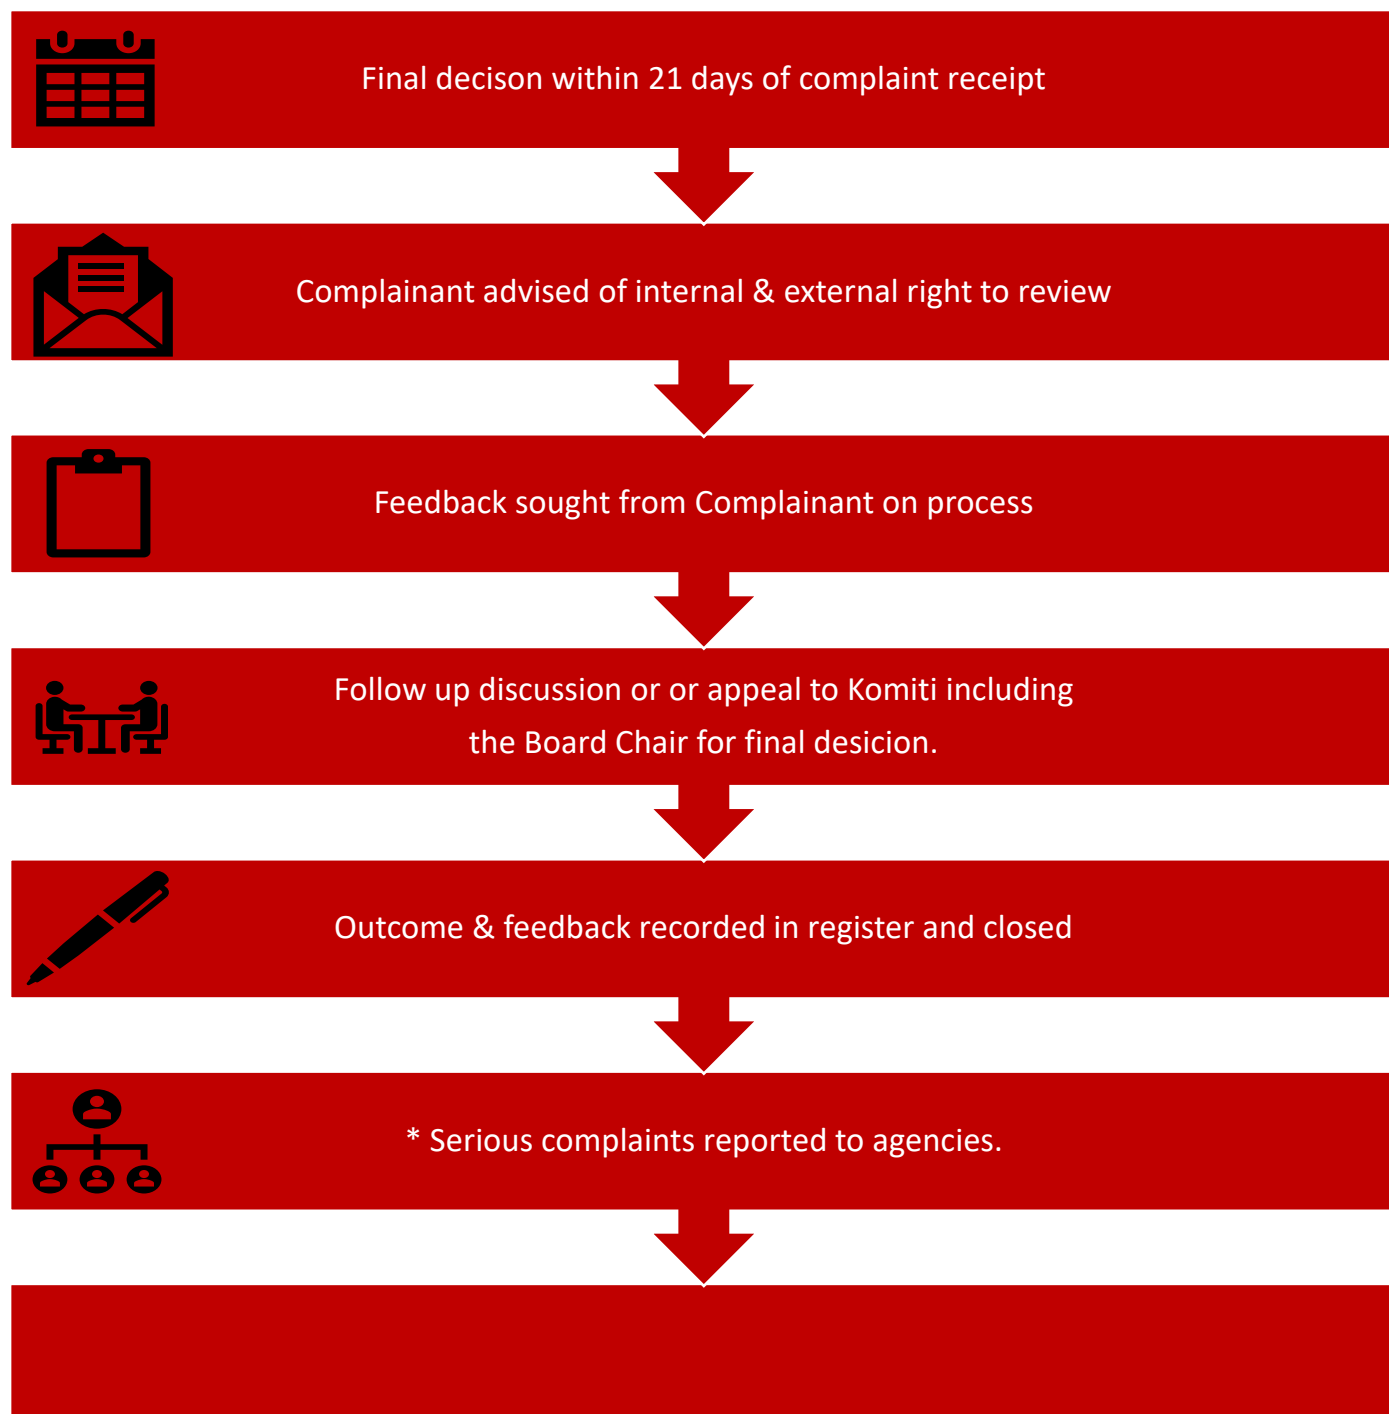 Final decison within 21 days of complaint receipt
Complainant advised of internal & external right to review
Feedback sought from Complainant on process
Follow up discussion or or appeal to Komiti including
the Board Chair for final desicion.
Outcome & feedback recorded in register and closed
* Serious complaints reported to agencies.